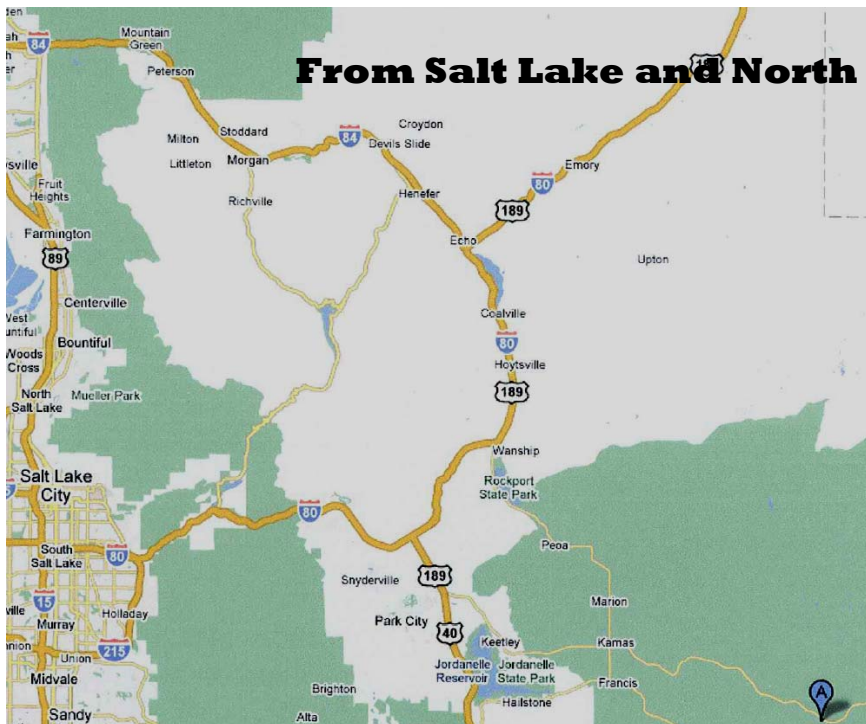 From Salt Lake and North
Mountain
Green
84
189
Peterson
Croydon
Stoddard
Milton
84
Devils Slide
Littleton
Morgan
Emory
80
Fruit
Heights
Henefer
Richville
189
Farmington
Echo
89
Upton
Centerville
Coalville
West
Bountiful
80
Woods
Cross
Hoytsville
North
Salt Lake
Mueller Park
189
Wanship
Salt Lake
City
Rockport
State Park
80
South
Salt Lake
80
Peoa
Snyderville
189
15
Marion
Holladay
Murray
Park City
40
Keetley
Kamas
215
Union
Jordanelle
Reservoir
Jordanelle
State Park
Midvale
Francis
A
Brighton
Hailstone
Sandy
Alta